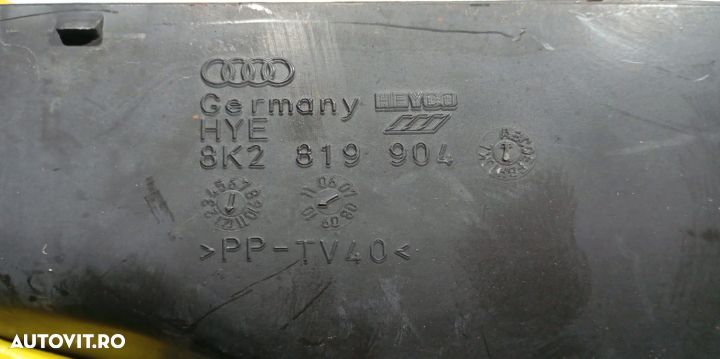 Germany HEYCO
HYE
8K2 819 904
>PP-TV40<
AUTOVIT.RO